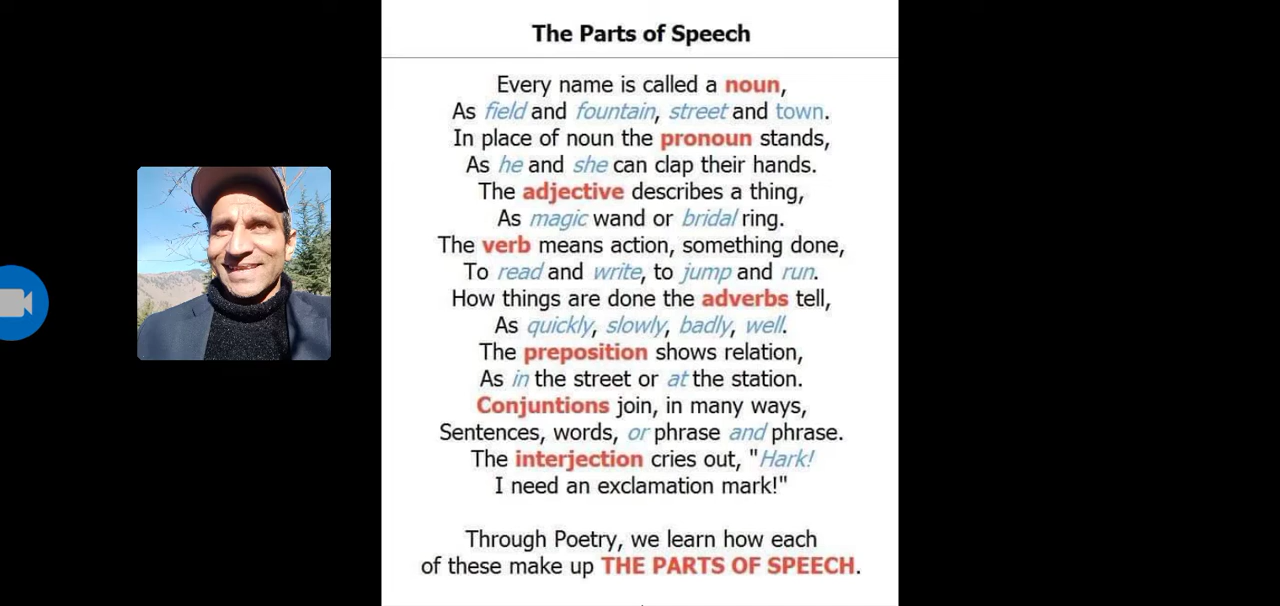 The Parts of Speech
Every name is called a noun,
As field and fountain, street and town.
In place of noun the pronoun stands,
As he and she can clap their hands.
The adjective describes a thing,
As magic wand or bridal ring.
The verb means action, something done,
To read and write, to jump and run.
How things are done the adverbs tell,
As quickly, slowly, badly, well.
The preposition shows relation,
As in the street or at the station.
Conjuntions join, in many ways,
Sentences, words, or phrase and phrase.
The interjection cries out, "Hark!
I need an exclamation mark!"
Through Poetry, we learn how each
of these make up THE PARTS OF SPEECH.